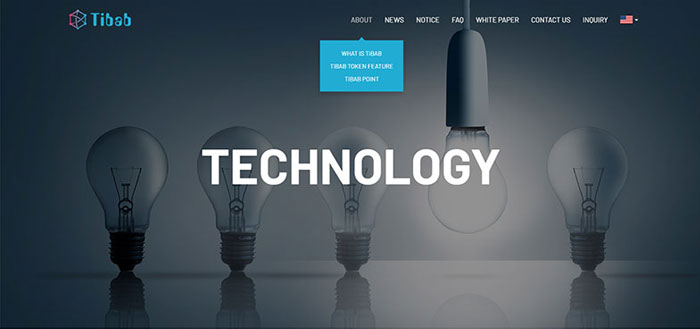 Tibab
ABOUT NEWS NOTICE FAQ WHITE PAPER CONTACT US INQUIRY
WHAT IS TIBAB
TIBAB TOKEN FEATURE
TIBAB POINT
TECHNOLOGY